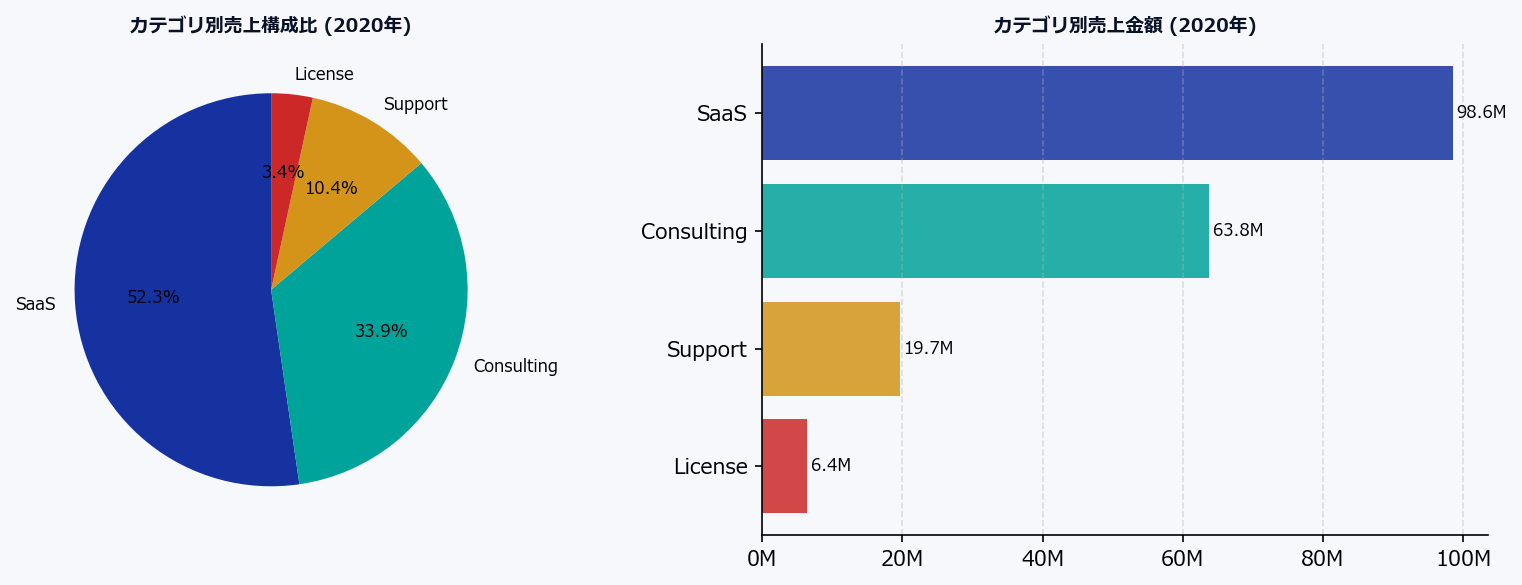 カテゴリ別売上構成比 (2020年)
License
Support
3.4%
10.4%
SaaS
52.3%
33.9%
Consulting
カテゴリ別売上金額 (2020年)
SaaS
98.6M
Consulting
63.8M
Support
19.7M
License
6.4M
0M 20M 40M 60M 80M 100M